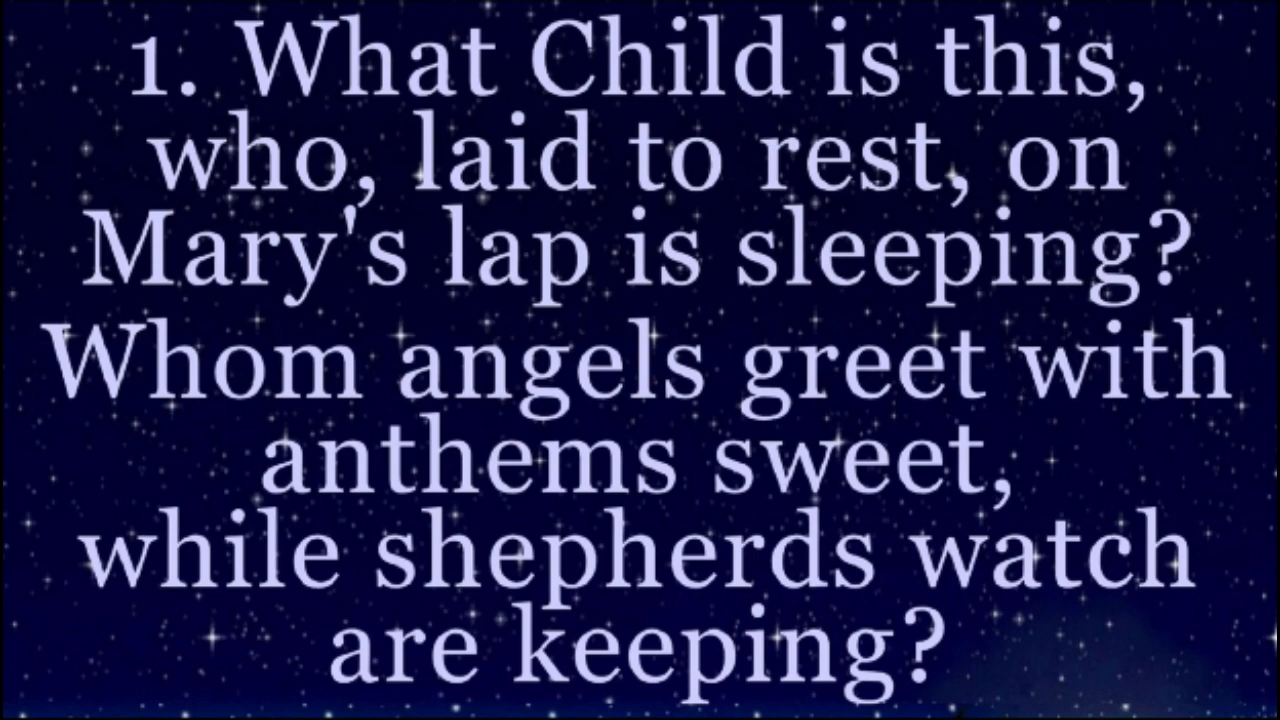 1. What Child is this,
who, laid to rest, on
Mary's lap is sleeping?
Whom angels greet with
anthems sweet,
while shepherds watch
are keeping?